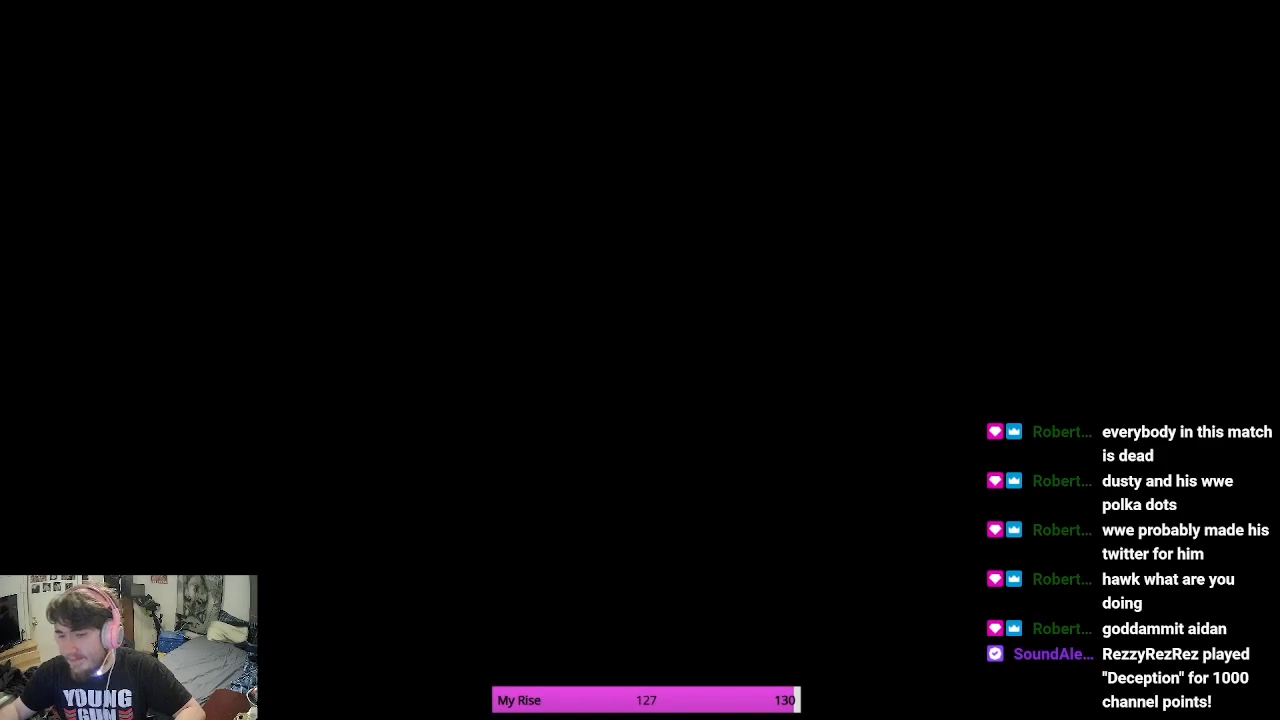 Robert... everybody in this match
is dead
Robert... dusty and his wwe
polka dots
Robert... wwe probably made his
twitter for him
Robert... hawk what are you
doing
Robert... goddammit aidan
SoundAle... RezzyRezRez played
"Deception" for 1000
channel points!
My Rise 127 130
YOUNG
GUN